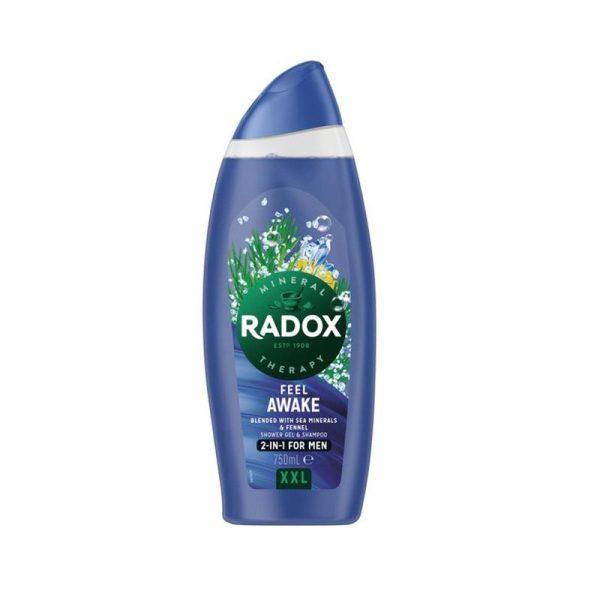 MINERAL
RADOX
ESTD 1908
THERAPY
FEEL
AWAKE
BLENDED WITH SEA MINERALS
& FENNEL
SHOWER GEL & SHAMPOO
2-IN-1 FOR MEN
750mL ℮
XXL